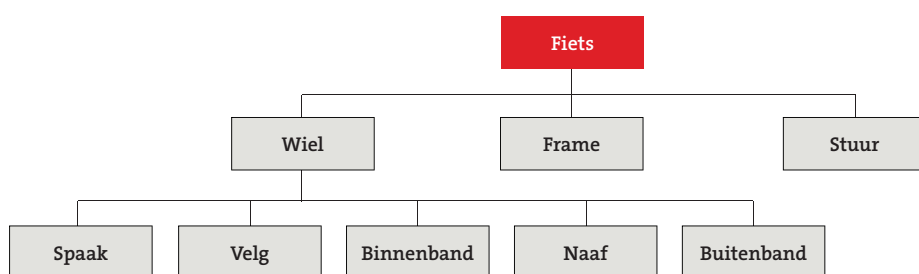 Fiets
Wiel
Frame
Stuur
Spaak
Velg
Binnenband
Naaf
Buitenband